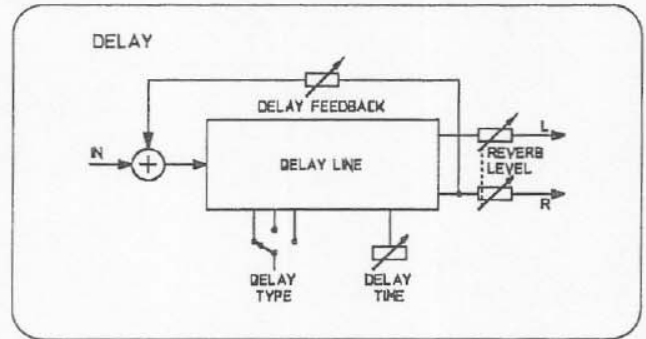 DELAY
DELAY FEEDBACK
IN
DELAY LINE
L
REVERB
LEVEL
R
DELAY
TYPE
DELAY
TIME